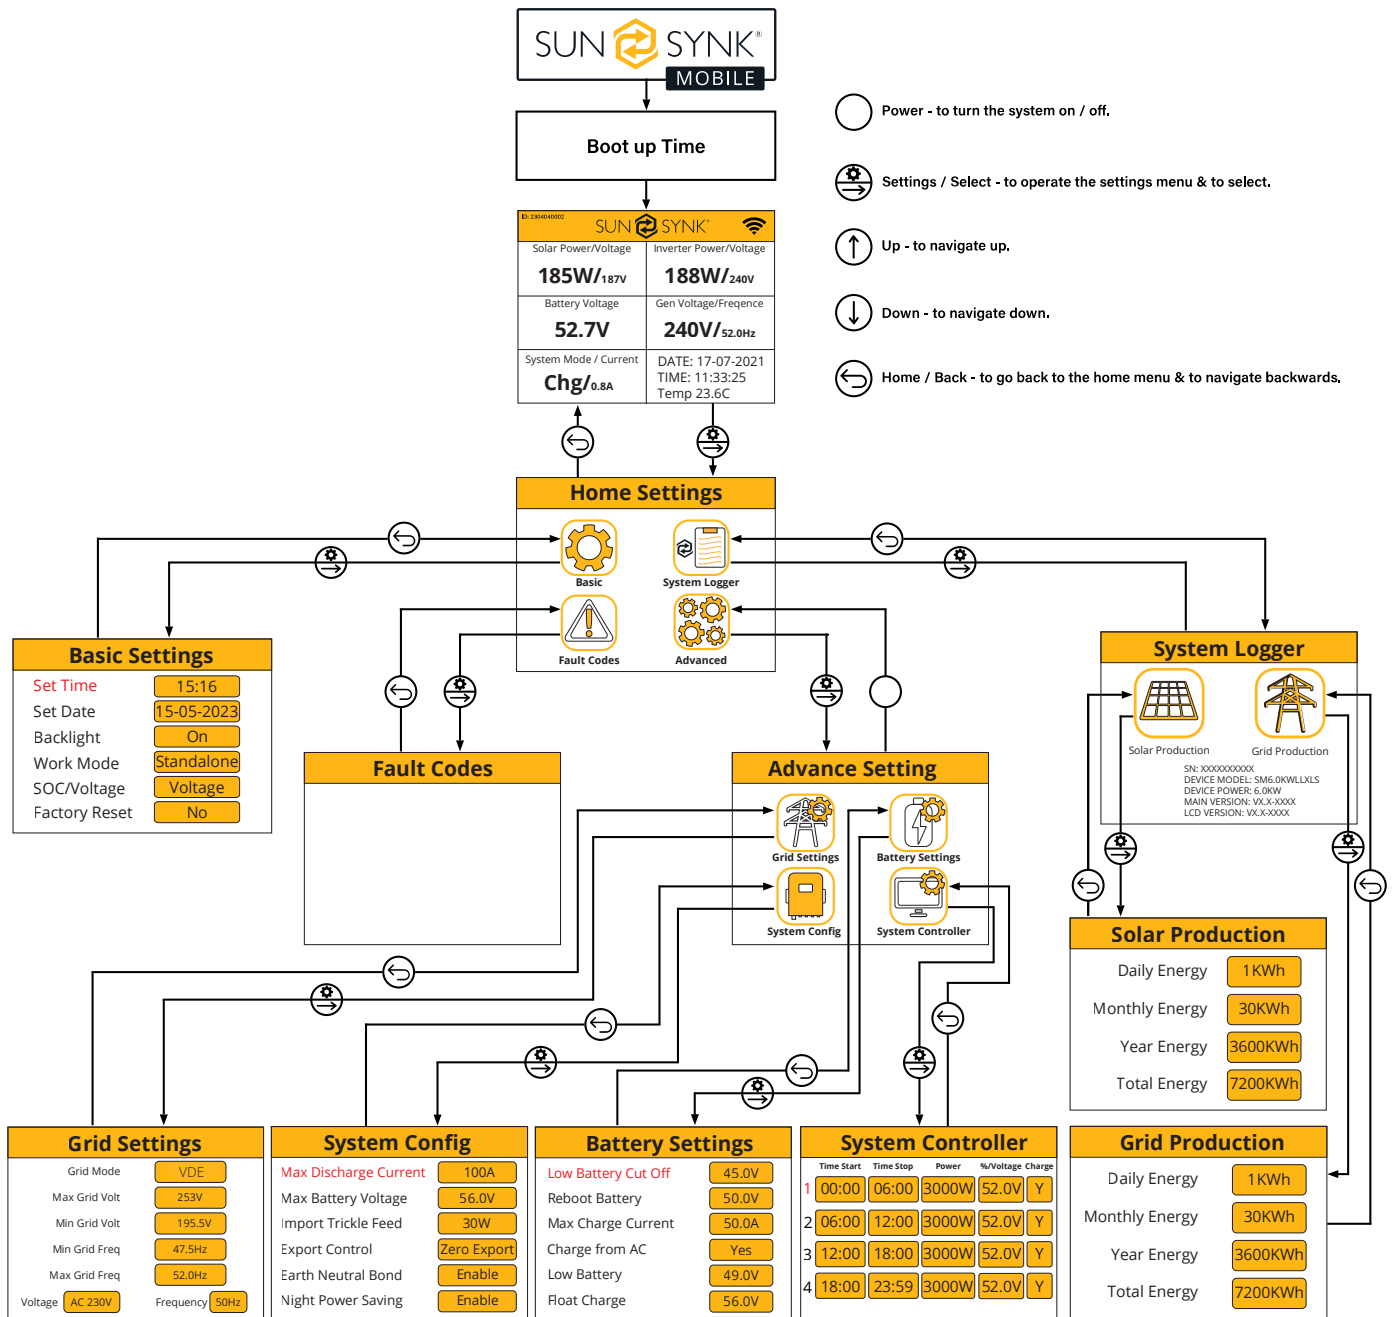 SUN SYNK®
MOBILE
Boot up Time
Power - to turn the system on / off.
Settings / Select - to operate the settings menu & to select.
Up - to navigate up.
Down - to navigate down.
Home / Back - to go back to the home menu & to navigate backwards.
ID: 2304040002
SUN SYNK®
Solar Power/Voltage Inverter Power/Voltage
185W/187V 188W/240V
Battery Voltage Gen Voltage/Freqence
52.7V 240V/52.0Hz
System Mode / Current DATE: 17-07-2021
Chg/0.8A TIME: 11:33:25
Temp 23.6C
Home Settings
Basic System Logger
Fault Codes Advanced
Basic Settings
Set Time 15:16
Set Date 15-05-2023
Backlight On
Work Mode Standalone
SOC/Voltage Voltage
Factory Reset No
Fault Codes
Advance Setting
Grid Settings Battery Settings
System Config System Controller
System Logger
Solar Production Grid Production
SN: XXXXXXXXXX
DEVICE MODEL: SM6.0KWLLXLS
DEVICE POWER: 6.0KW
MAIN VERSION: VX.X-XXXX
LCD VERSION: VX.X-XXXX
Solar Production
Daily Energy 1KWh
Monthly Energy 30KWh
Year Energy 3600KWh
Total Energy 7200KWh
Grid Settings
Grid Mode VDE
Max Grid Volt 253V
Min Grid Volt 195.5V
Min Grid Freq 47.5Hz
Max Grid Freq 52.0Hz
Voltage AC 230V Frequency 50Hz
System Config
Max Discharge Current 100A
Max Battery Voltage 56.0V
Import Trickle Feed 30W
Export Control Zero Export
Earth Neutral Bond Enable
Night Power Saving Enable
Battery Settings
Low Battery Cut Off 45.0V
Reboot Battery 50.0V
Max Charge Current 50.0A
Charge from AC Yes
Low Battery 49.0V
Float Charge 56.0V
System Controller
Time Start Time Stop Power %/Voltage Charge
1 00:00 06:00 3000W 52.0V Y
2 06:00 12:00 3000W 52.0V Y
3 12:00 18:00 3000W 52.0V Y
4 18:00 23:59 3000W 52.0V Y
Grid Production
Daily Energy 1KWh
Monthly Energy 30KWh
Year Energy 3600KWh
Total Energy 7200KWh